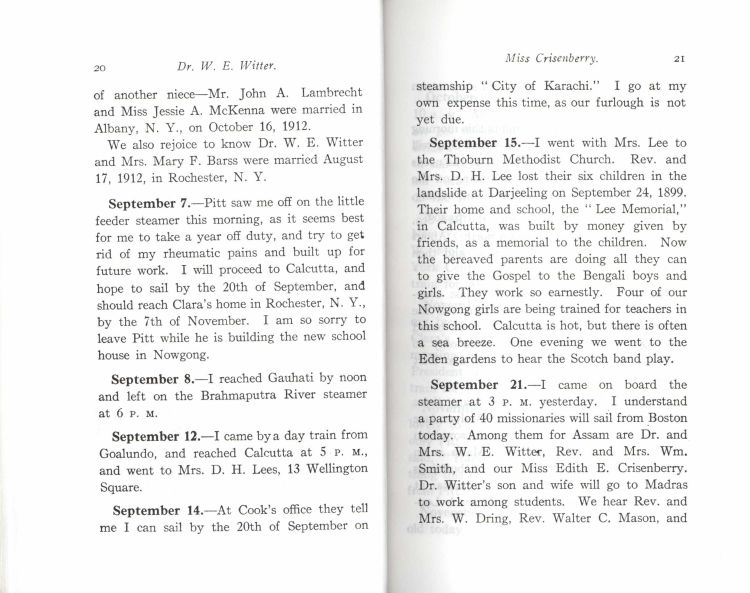 20 Dr. W. E. Witter.
of another niece—Mr. John A. Lambrecht
and Miss Jessie A. McKenna were married in
Albany, N. Y., on October 16, 1912.
We also rejoice to know Dr. W. E. Witter
and Mrs. Mary F. Barss were married August
17, 1912, in Rochester, N. Y.
September 7.—Pitt saw me off on the little
feeder steamer this morning, as it seems best
for me to take a year off duty, and try to get
rid of my rheumatic pains and built up for
future work. I will proceed to Calcutta, and
hope to sail by the 20th of September, and
should reach Clara's home in Rochester, N. Y.,
by the 7th of November. I am so sorry to
leave Pitt while he is building the new school
house in Nowgong.
September 8.—I reached Gauhati by noon
and left on the Brahmaputra River steamer
at 6 P. M.
September 12.—I came by a day train from
Goalundo, and reached Calcutta at 5 P. M.,
and went to Mrs. D. H. Lees, 13 Wellington
Square.
September 14.—At Cook's office they tell
me I can sail by the 20th of September on
Miss Crisenberry. 21
steamship "City of Karachi." I go at my
own expense this time, as our furlough is not
yet due.
September 15.—I went with Mrs. Lee to
the Thoburn Methodist Church. Rev. and
Mrs. D. H. Lee lost their six children in the
landslide at Darjeeling on September 24, 1899.
Their home and school, the "Lee Memorial,"
in Calcutta, was built by money given by
friends, as a memorial to the children. Now
the bereaved parents are doing all they can
to give the Gospel to the Bengali boys and
girls. They work so earnestly. Four of our
Nowgong girls are being trained for teachers in
this school. Calcutta is hot, but there is often
a sea breeze. One evening we went to the
Eden gardens to hear the Scotch band play.
September 21.—I came on board the
steamer at 3 P. M. yesterday. I understand
a party of 40 missionaries will sail from Boston
today. Among them for Assam are Dr. and
Mrs. W. E. Witter, Rev. and Mrs. Wm.
Smith, and our Miss Edith E. Crisenberry.
Dr. Witter's son and wife will go to Madras
to work among students. We hear Rev. and
Mrs. W. Dring, Rev. Walter C. Mason, and